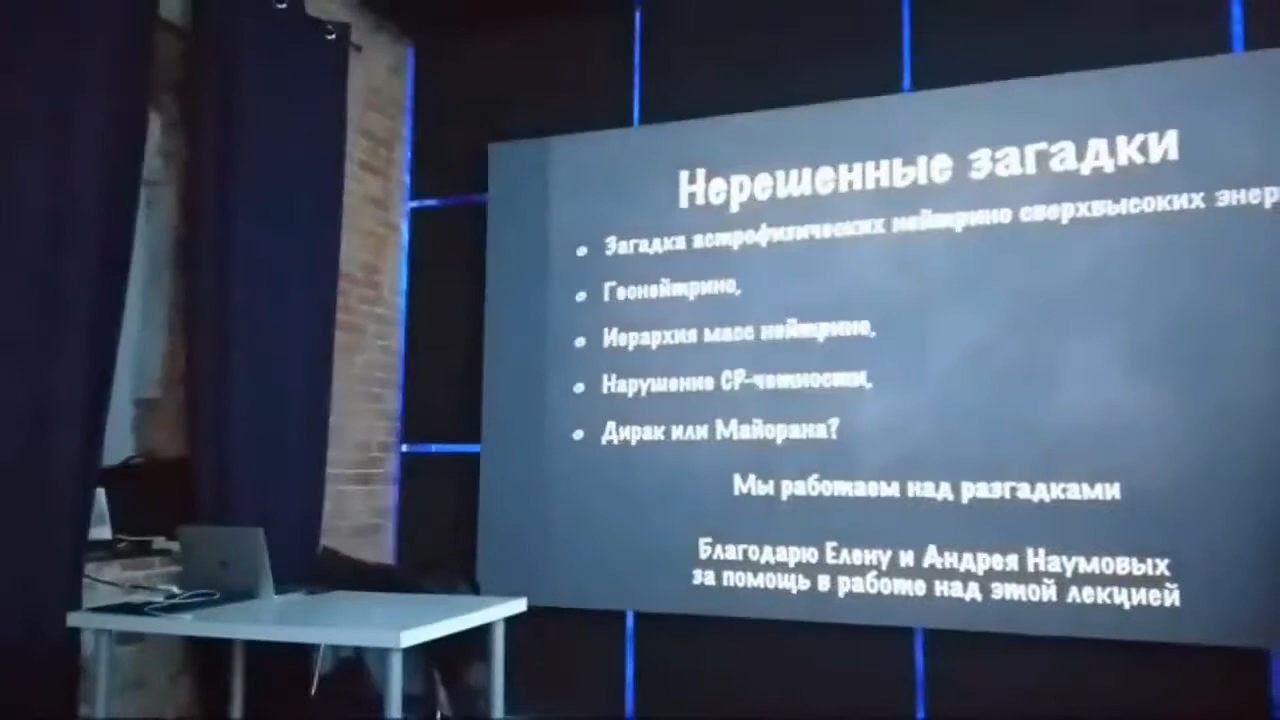 Нерешенные загадки
Загадка астрофизических нейтрино сверхвысоких энер
Геонейтрино,
Иерархия масс нейтрино,
Нарушение CP-четности,
Дирак или Майорана?
Мы работаем над разгадками
Благодарю Елену и Андрея Наумовых
за помощь в работе над этой лекцией